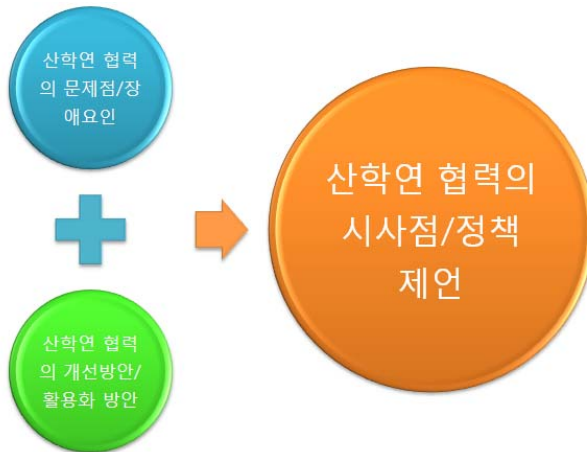 산학연 협력
의 문제점/장
애요인
산학연 협력
의 개선방안/
활용화 방안
산학연 협력의
시사점/정책
제언